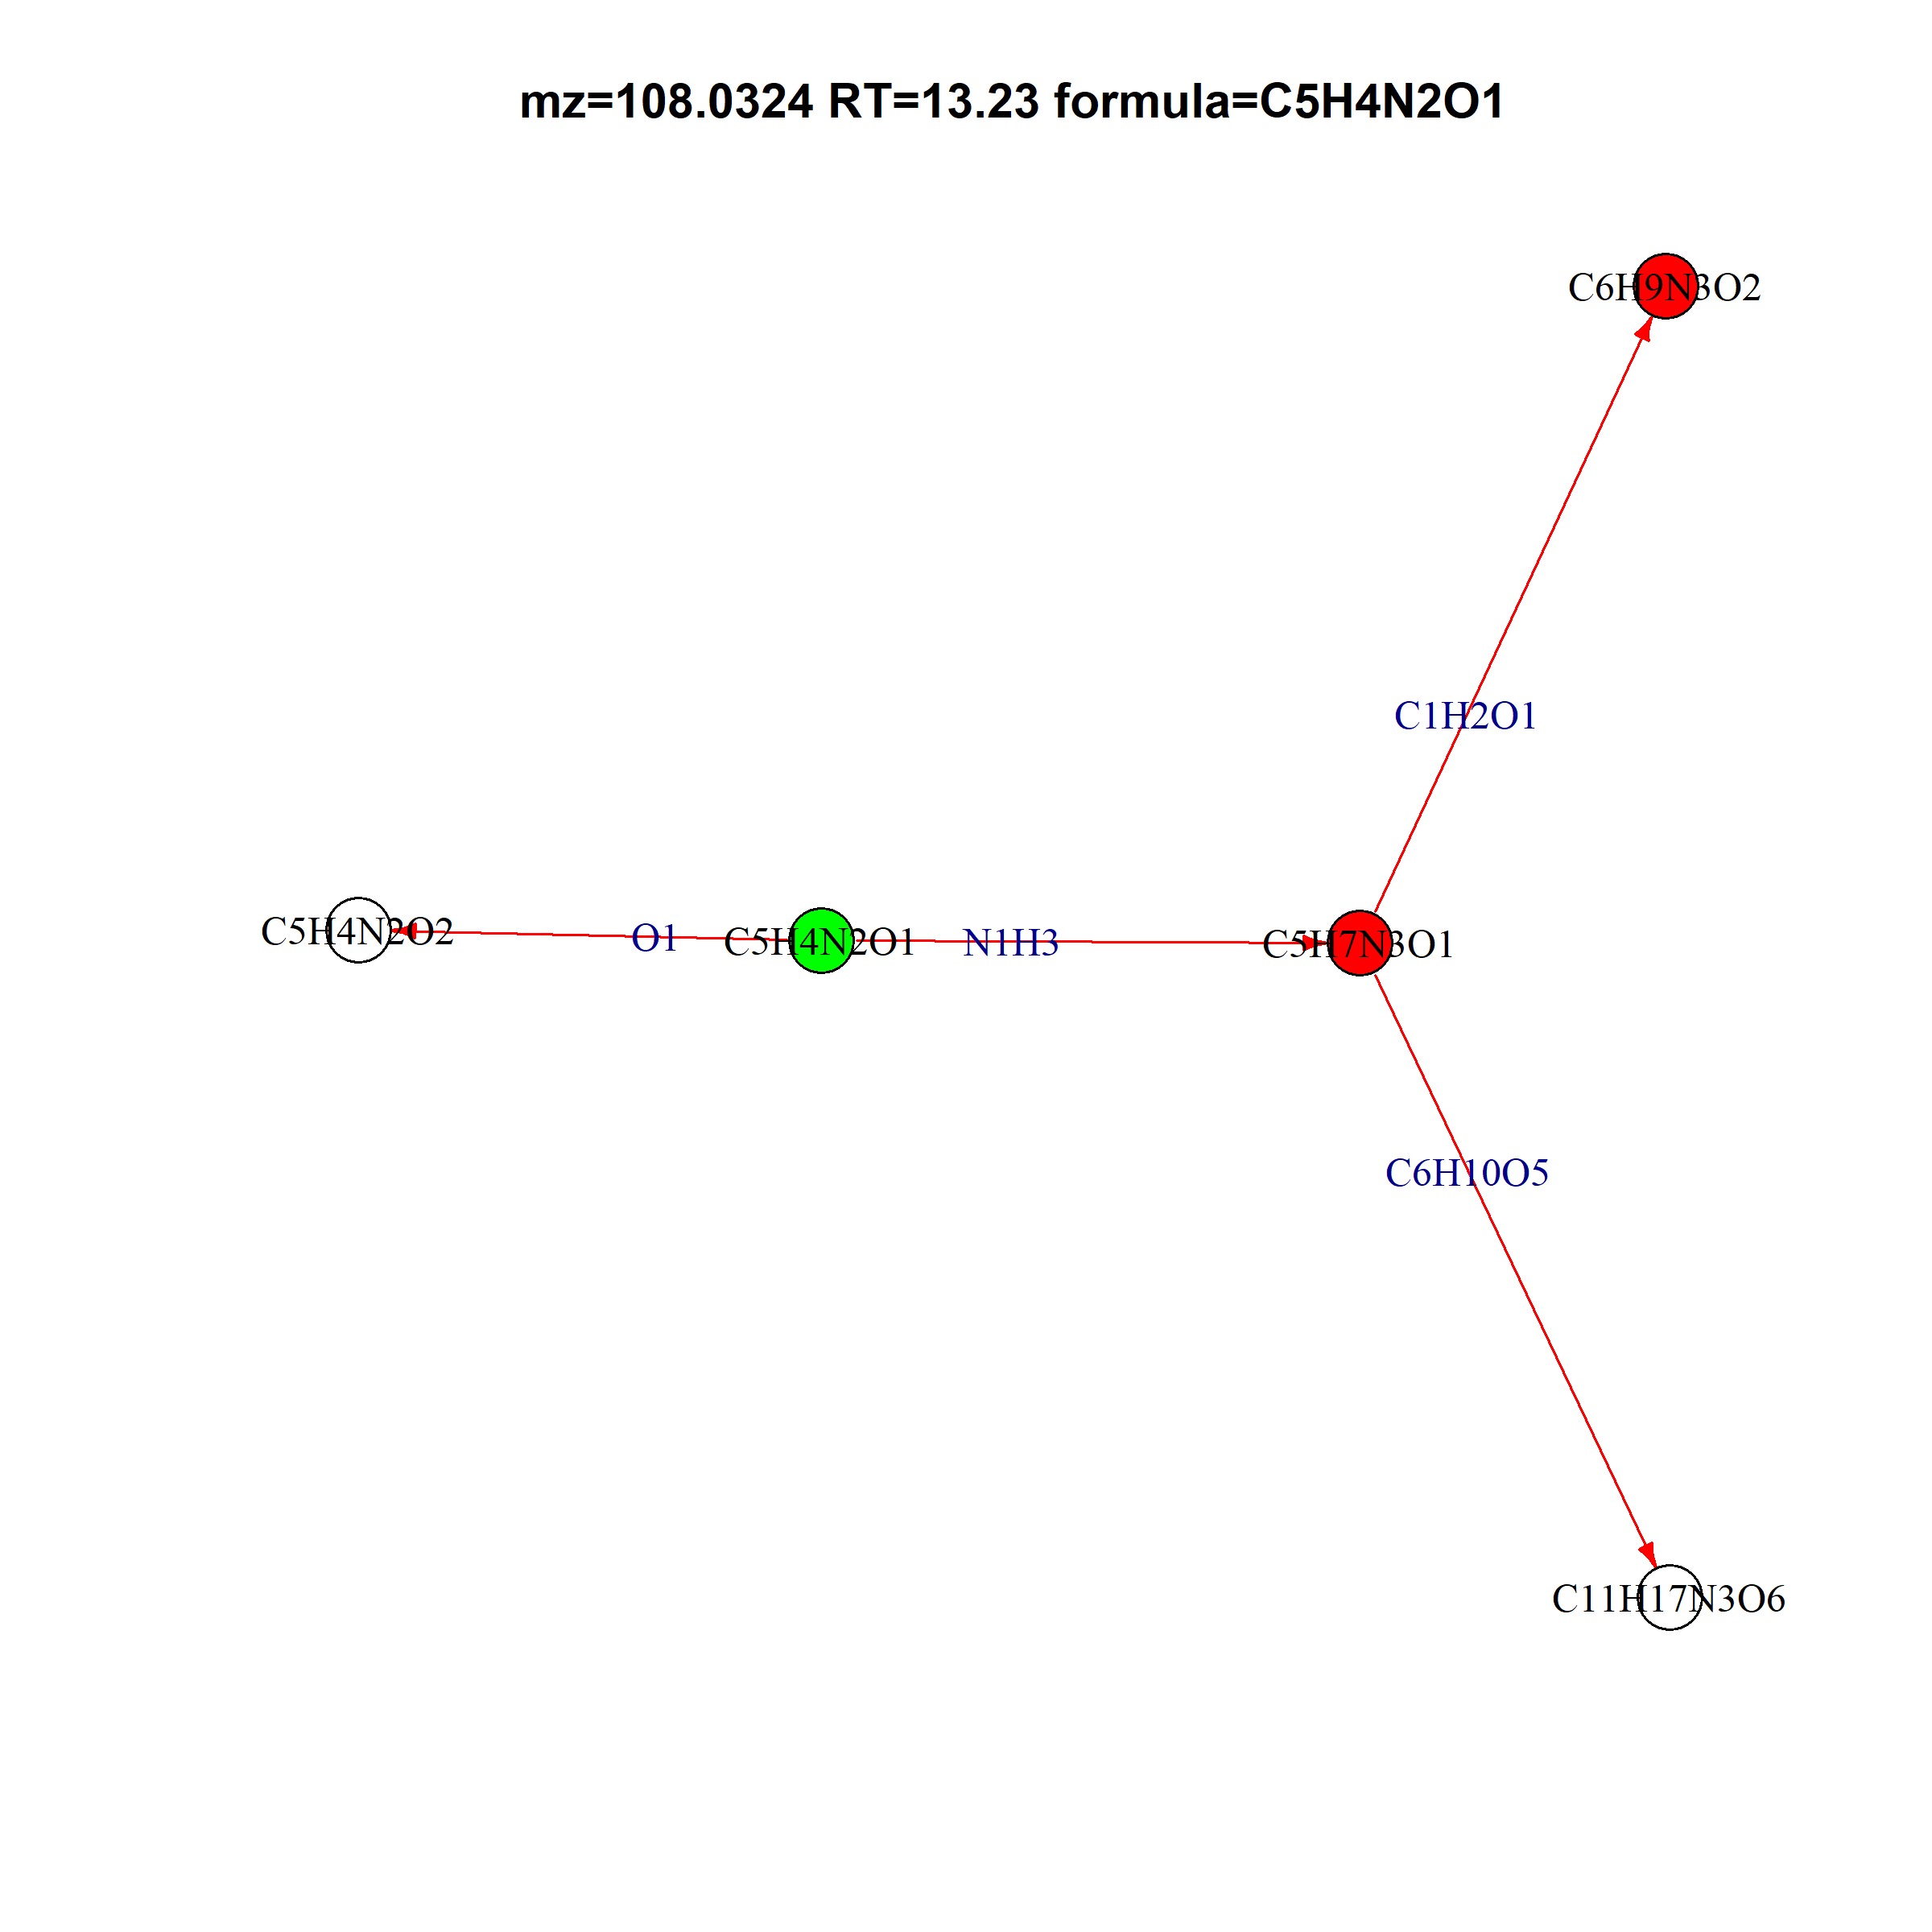 mz=108.0324 RT=13.23 formula=C5H4N2O1
C6H9N3O2
C1H2O1
C5H4N2O2
O1
C5H4N2O1
N1H3
C5H7N3O1
C6H10O5
C11H17N3O6